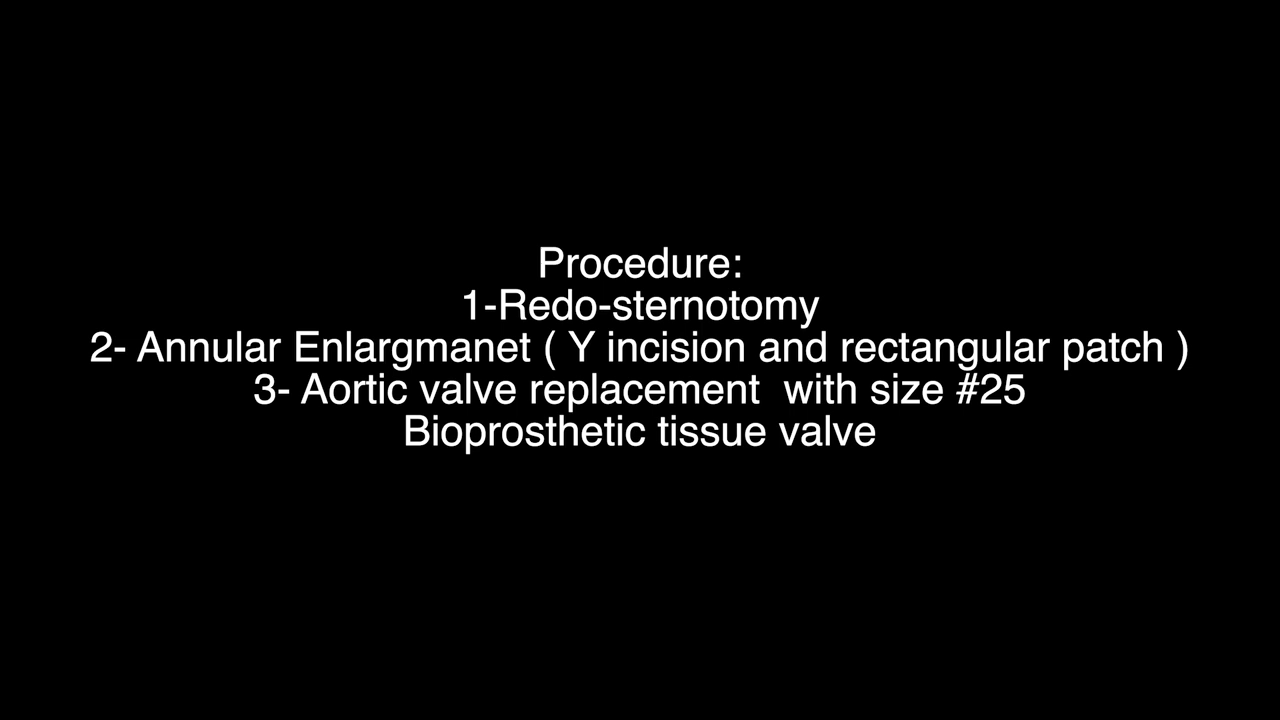 Procedure:
1-Redo-sternotomy
2- Annular Enlargmanet ( Y incision and rectangular patch )
3- Aortic valve replacement  with size #25
Bioprosthetic tissue valve